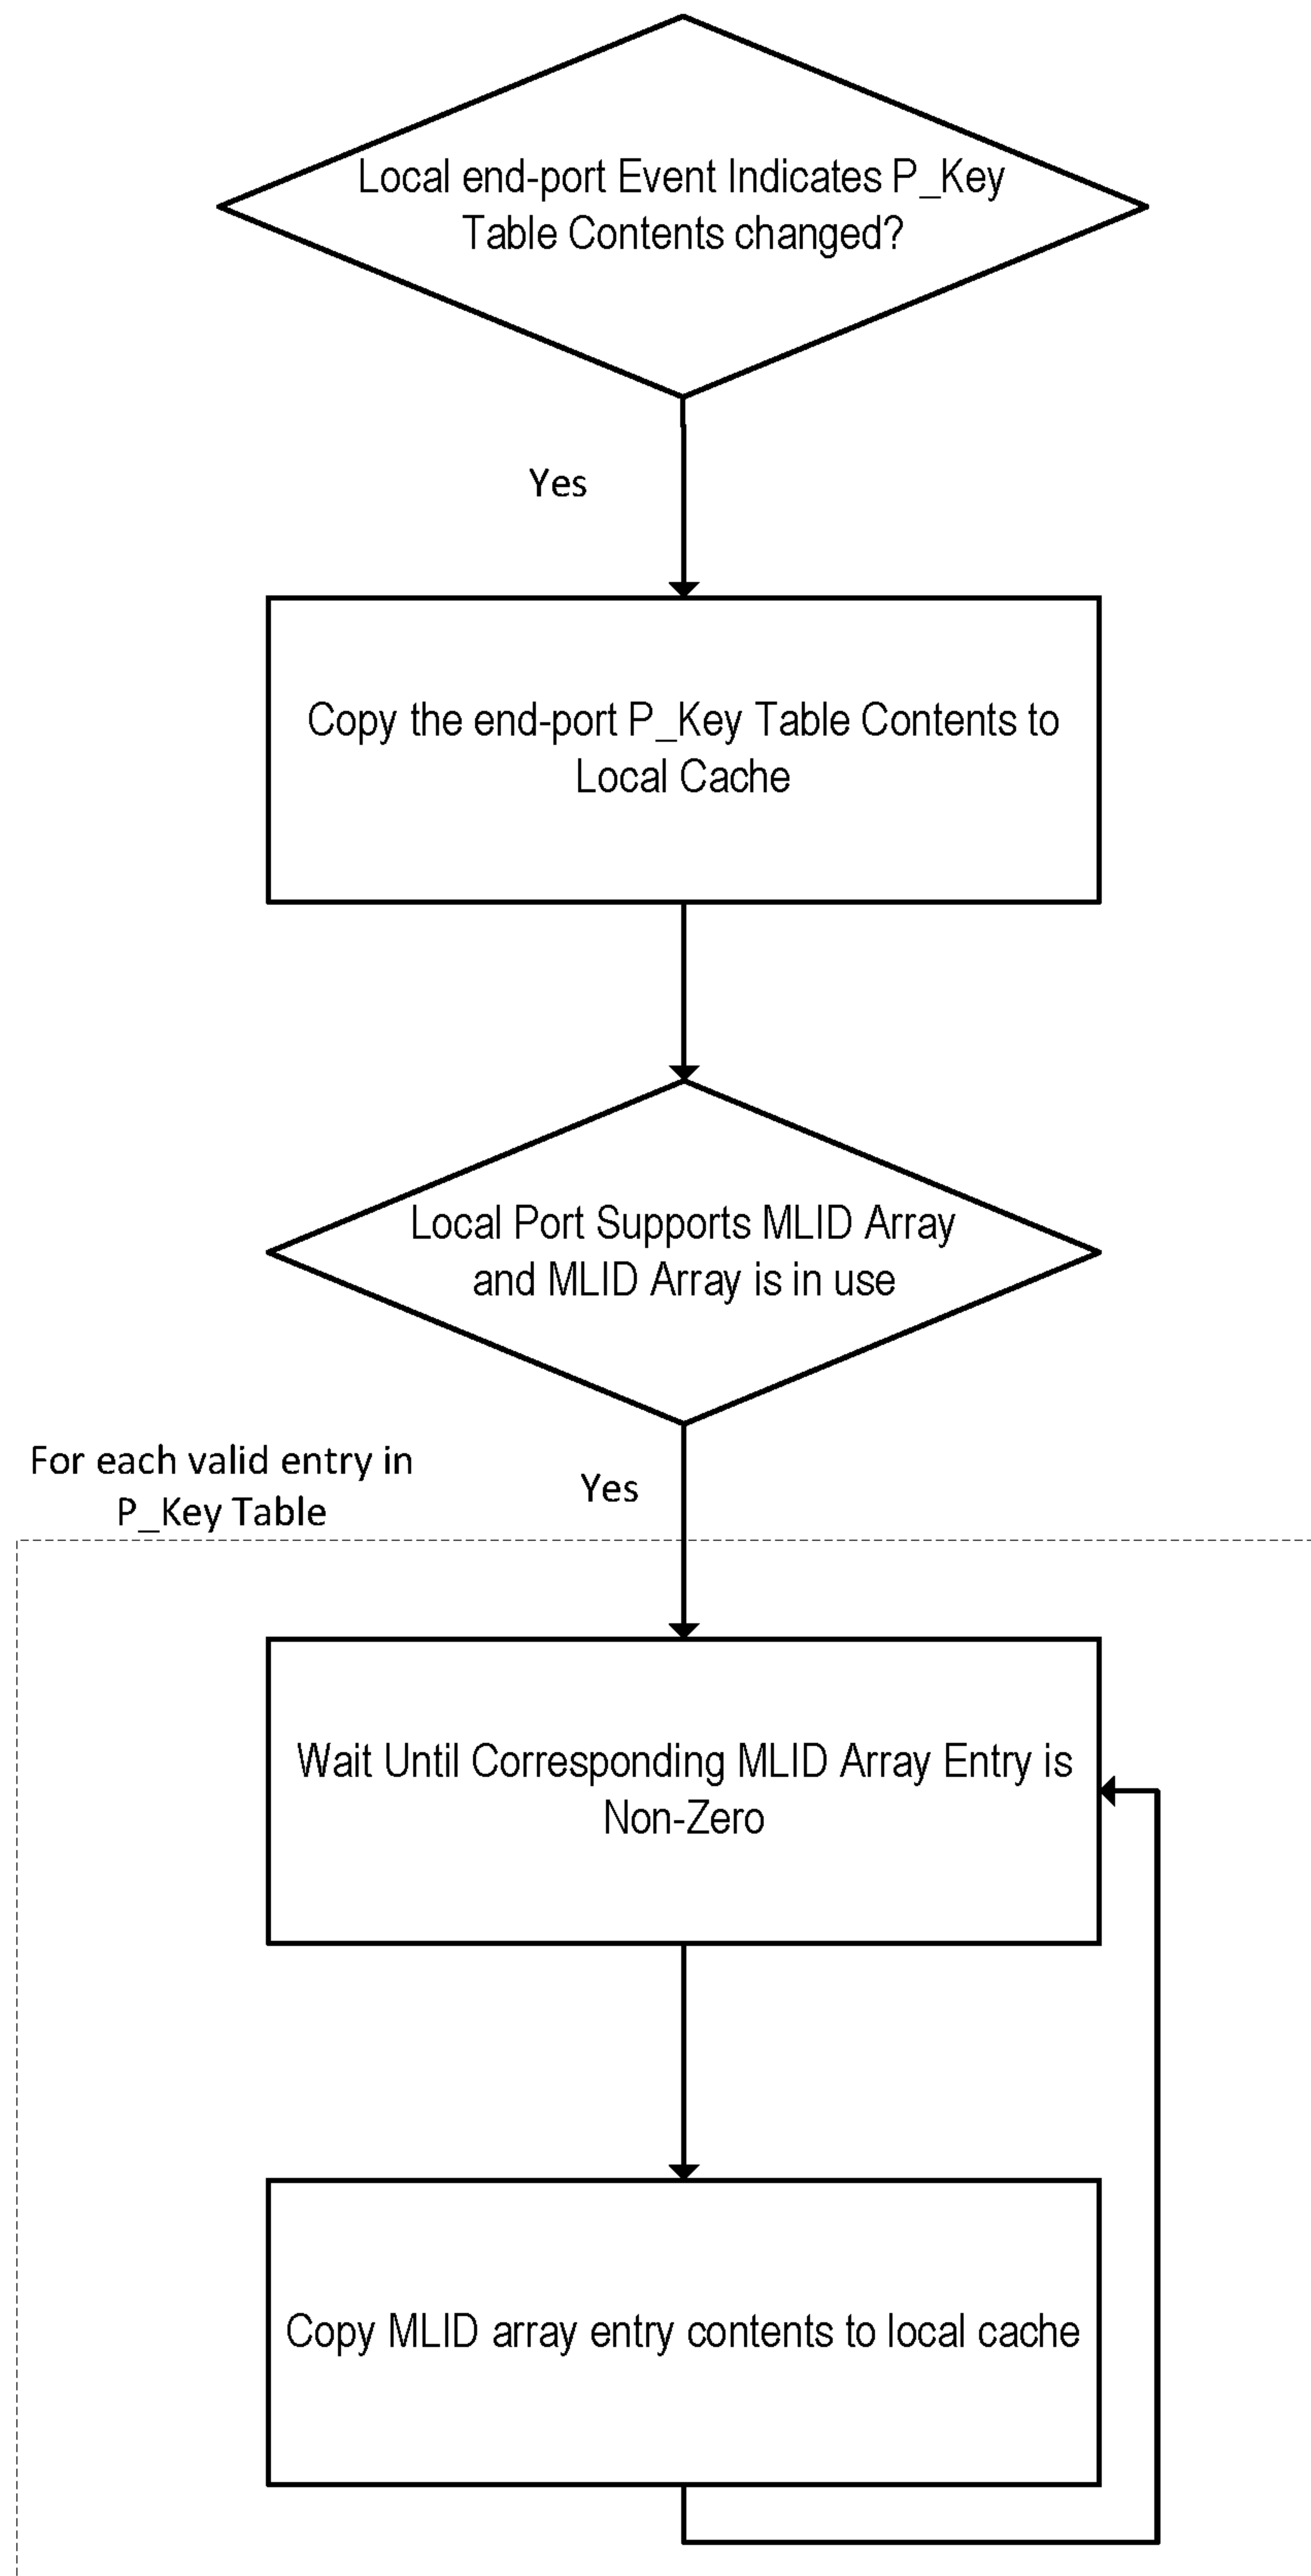 Local end-port Event Indicates P_Key
Table Contents changed?
Yes
Copy the end-port P_Key Table Contents to
Local Cache
Local Port Supports MLID Array
and MLID Array is in use
For each valid entry in
P_Key Table
Yes
Wait Until Corresponding MLID Array Entry is
Non-Zero
Copy MLID array entry contents to local cache